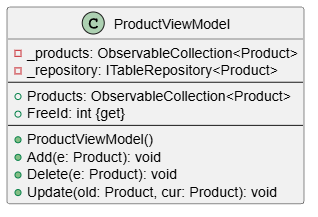 C ProductViewModel
_products: ObservableCollection<Product>
_repository: ITableRepository<Product>
Products: ObservableCollection<Product>
FreeId: int {get}
ProductViewModel()
Add(e: Product): void
Delete(e: Product): void
Update(old: Product, cur: Product): void